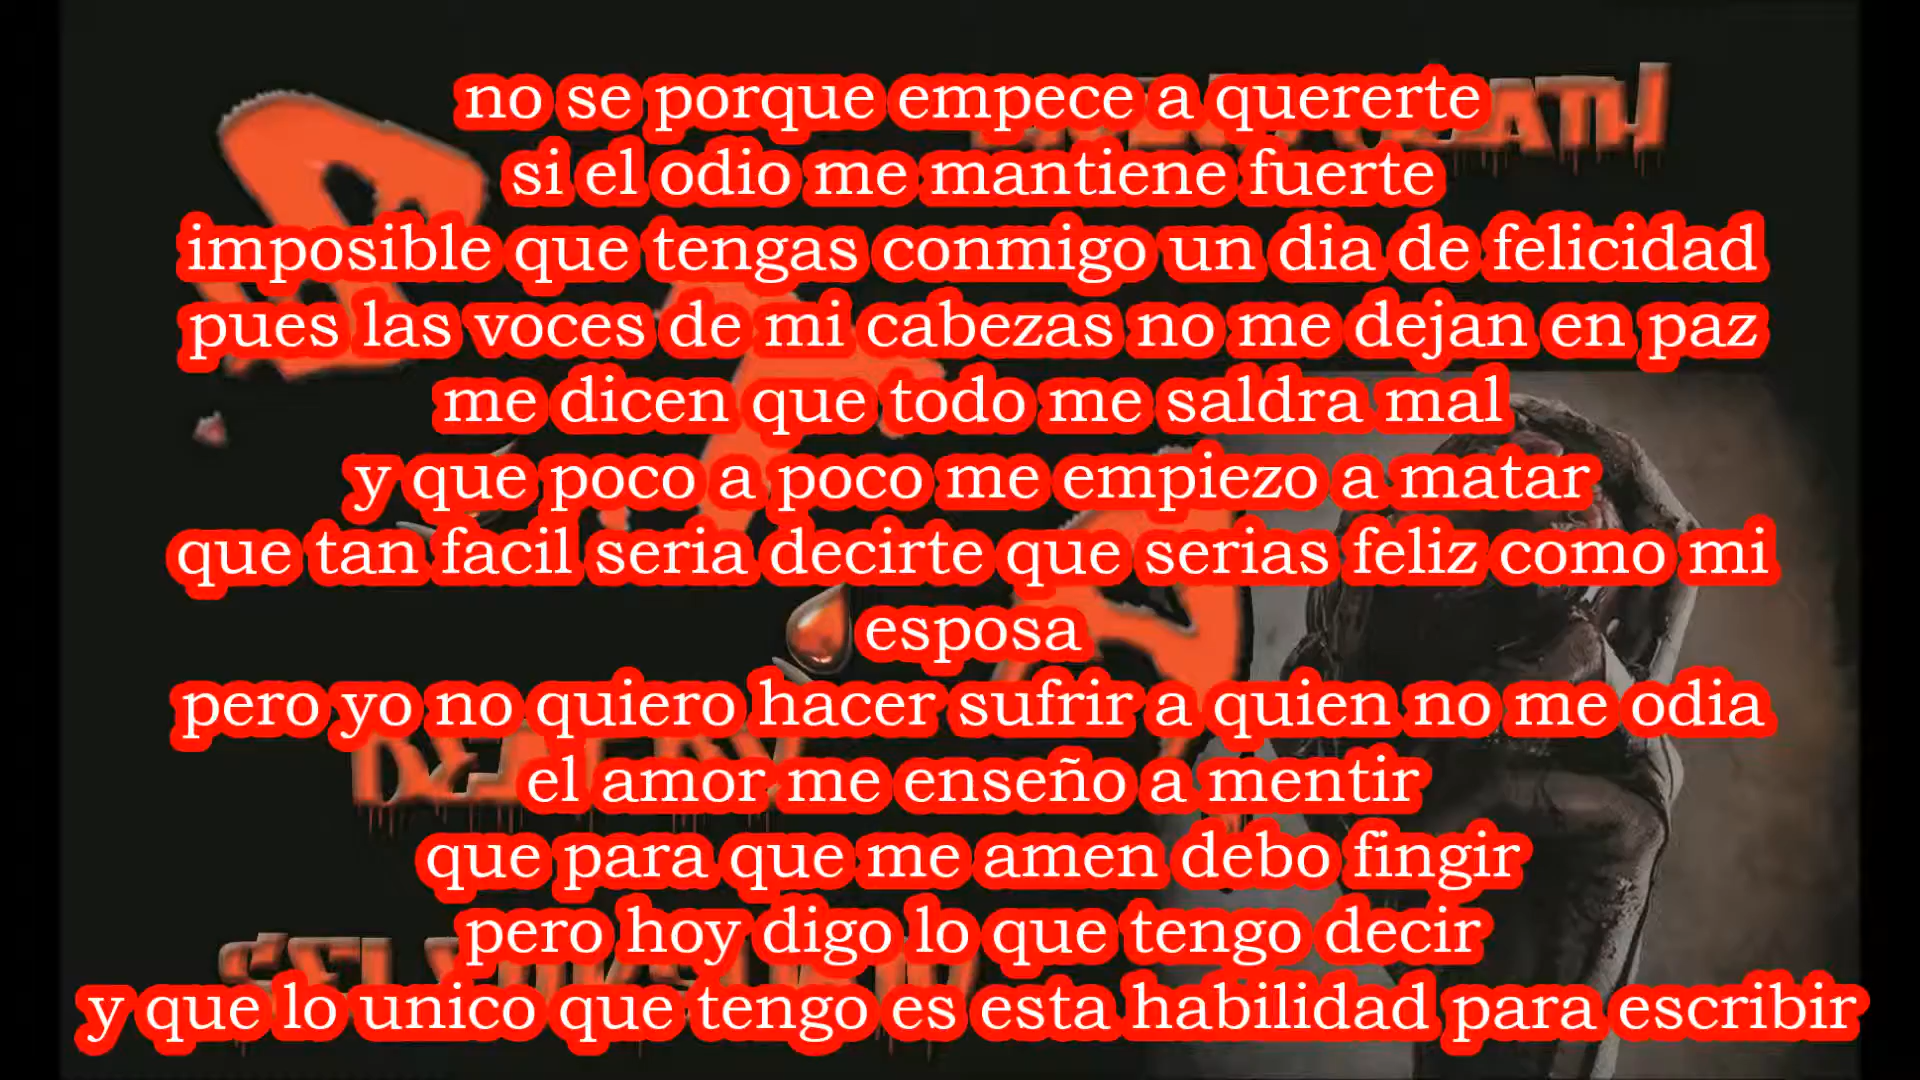 no se porque empece a quererte
si el odio me mantiene fuerte
imposible que tengas conmigo un dia de felicidad
pues las voces de mi cabezas no me dejan en paz
me dicen que todo me saldra mal
y que poco a poco me empiezo a matar
que tan facil seria decirte que serias feliz como mi
esposa
pero yo no quiero hacer sufrir a quien no me odia
el amor me enseño a mentir
que para que me amen debo fingir
pero hoy digo lo que tengo decir
y que lo unico que tengo es esta habilidad para escribir